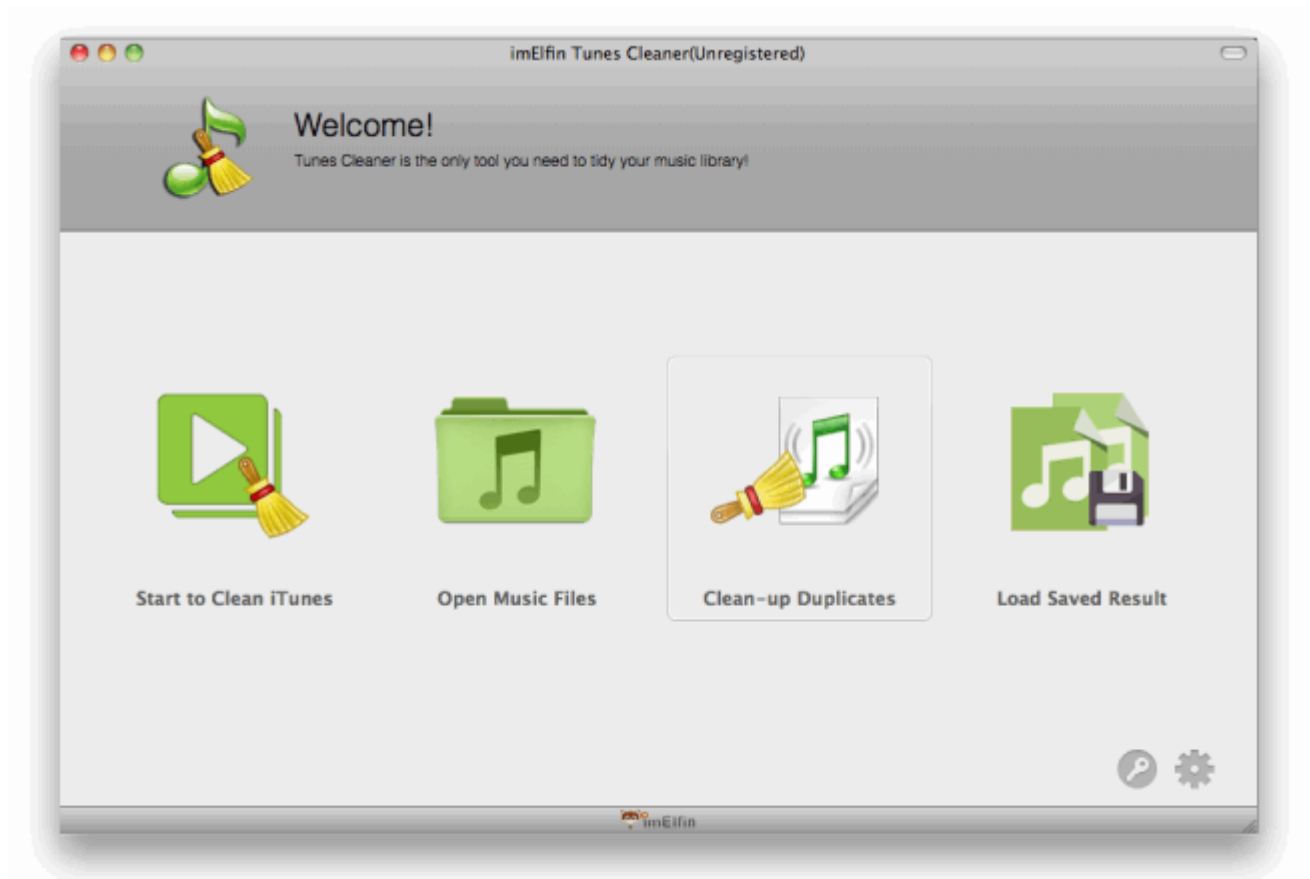 imElfin Tunes Cleaner(Unregistered)
Welcome!
Tunes Cleaner is the only tool you need to tidy your music library!
Start to Clean iTunes
Open Music Files
Clean-up Duplicates
Load Saved Result
imElfin